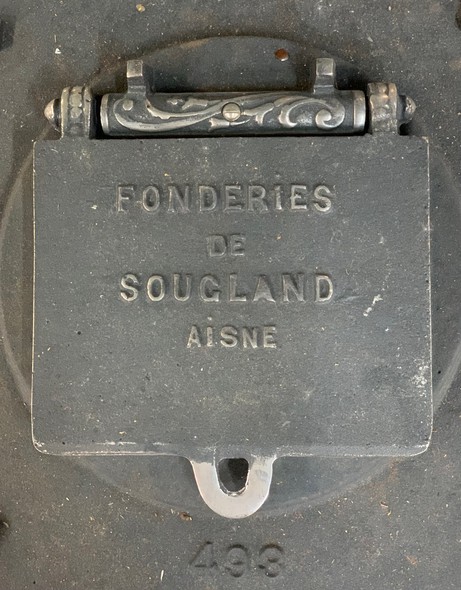 FONDERiES
DE
SOUGLAND
AiSNE
493